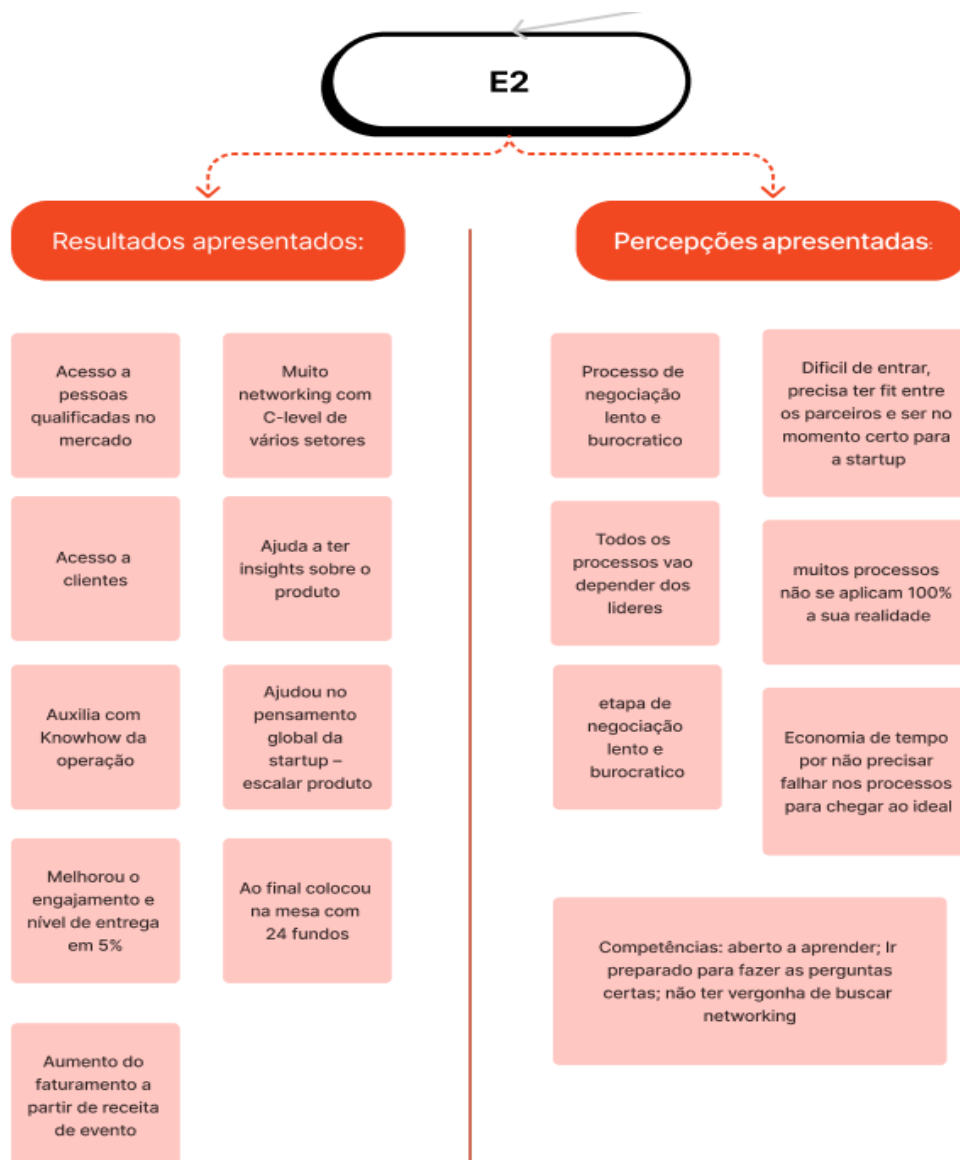 E2
Resultados apresentados:
Acesso a
pessoas
qualificadas no
mercado
Muito
networking com
C-level de
vários setores
Acesso a
clientes
Ajuda a ter
insights sobre o
produto
Auxilia com
Knowhow da
operação
Ajudou no
pensamento
global da
startup –
escalar produto
Melhorou o
engajamento e
nível de entrega
em 5%
Ao final colocou
na mesa com
24 fundos
Aumento do
faturamento a
partir de receita
de evento
Percepções apresentadas:
Processo de
negociação
lento e
burocratico
Dificil de entrar,
precisa ter fit entre
os parceiros e ser no
momento certo para
a startup
Todos os
processos vao
depender dos
lideres
muitos processos
não se aplicam 100%
a sua realidade
etapa de
negociação
lento e
burocratico
Economia de tempo
por não precisar
falhar nos processos
para chegar ao ideal
Competências: aberto a aprender; Ir
preparado para fazer as perguntas
certas; não ter vergonha de buscar
networking